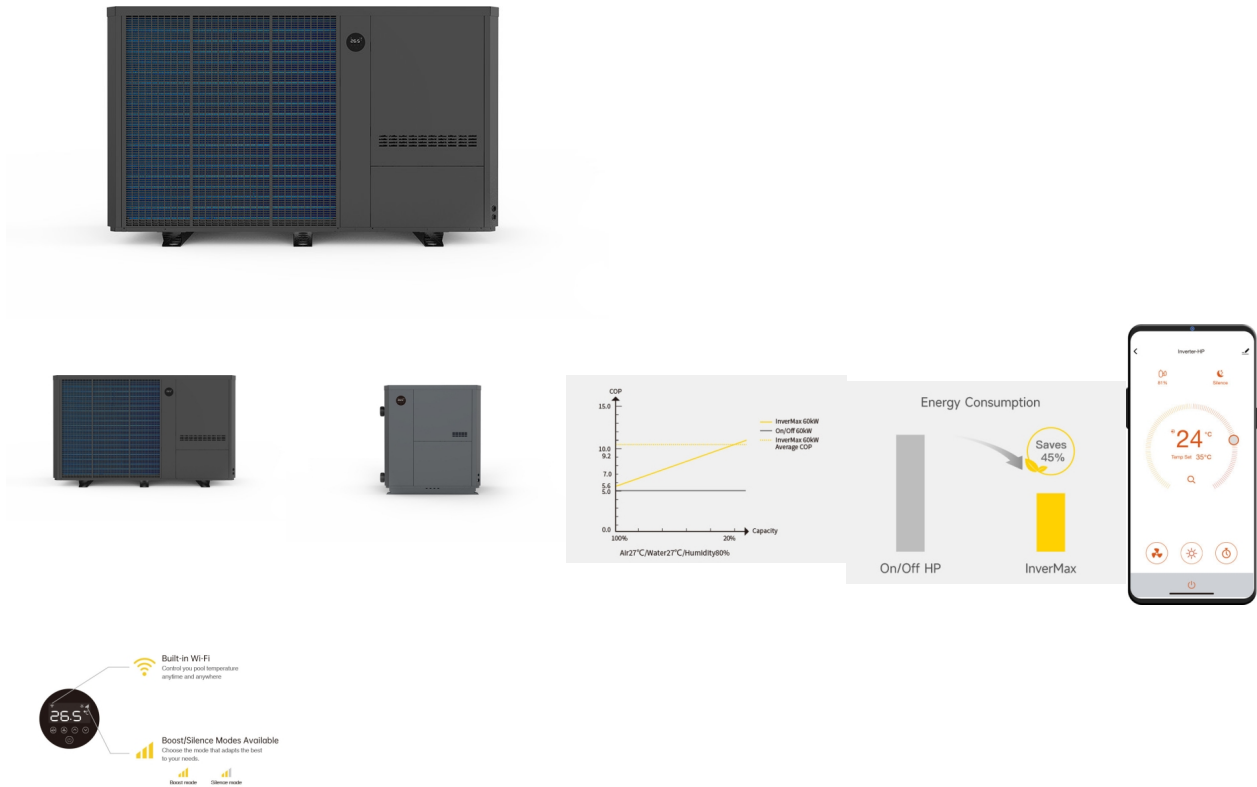 26.5°
COP
15.0
10.0
9.2
7.0
5.6
5.0
0.0
100%
20%
Capacity
InverMax 60kW
On/Off 60kW
InverMax 60kW
Average COP
Air27℃/Water27℃/Humidity80%
Energy Consumption
Saves
45%
On/Off HP
InverMax
Inverter-HP
81%
Silence
24 °C
Temp Set 35°C
26.5°
Built-in Wi-Fi
Control you pool temperature
anytime and anywhere
Boost/Silence Modes Available
Choose the mode that adapts the best
to your needs.
Boost mode
Silence mode